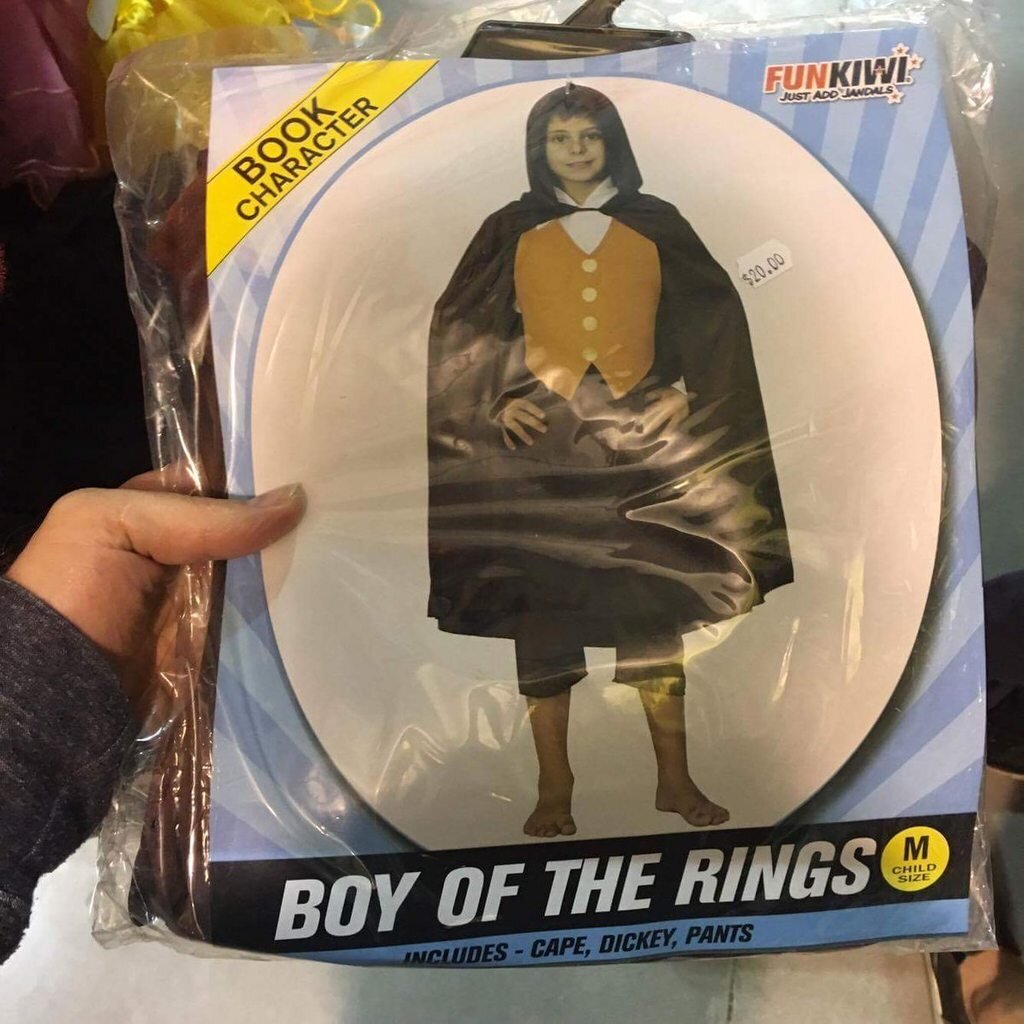 BOOK
CHARACTER
FUNKIWI
JUST ADD JANDALS
$20.00
BOY OF THE RINGS
M
CHILD
SIZE
INCLUDES - CAPE, DICKEY, PANTS